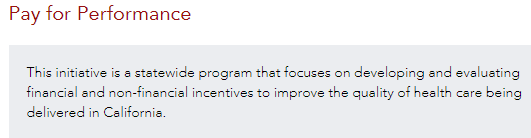 Pay for Performance
This initiative is a statewide program that focuses on developing and evaluating
financial and non-financial incentives to improve the quality of health care being
delivered in California.